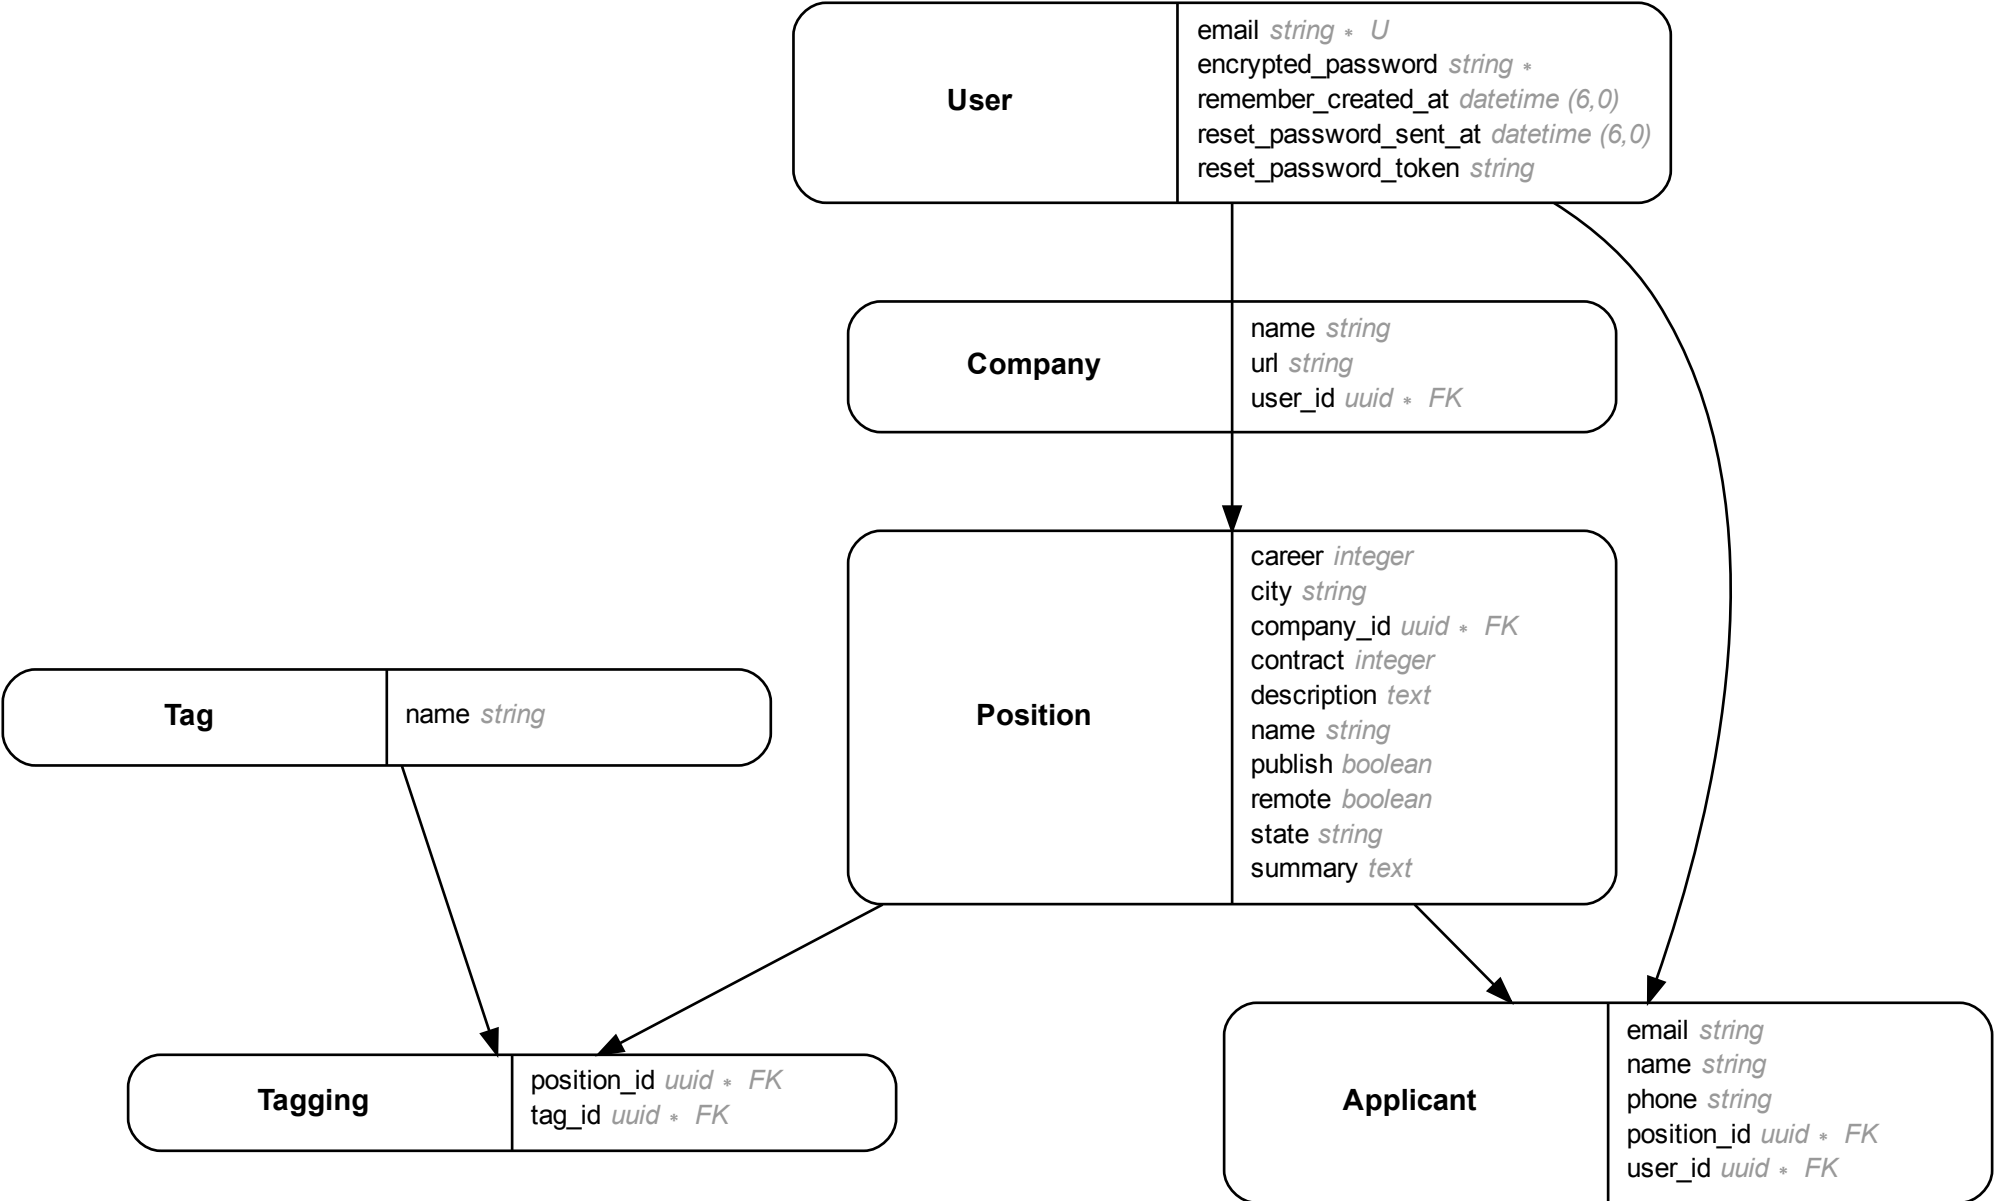 User
email string * U
encrypted_password string *
remember_created_at datetime (6,0)
reset_password_sent_at datetime (6,0)
reset_password_token string
Company
name string
url string
user_id uuid * FK
Position
career integer
city string
company_id uuid * FK
contract integer
description text
name string
publish boolean
remote boolean
state string
summary text
Tag
name string
Tagging
position_id uuid * FK
tag_id uuid * FK
Applicant
email string
name string
phone string
position_id uuid * FK
user_id uuid * FK